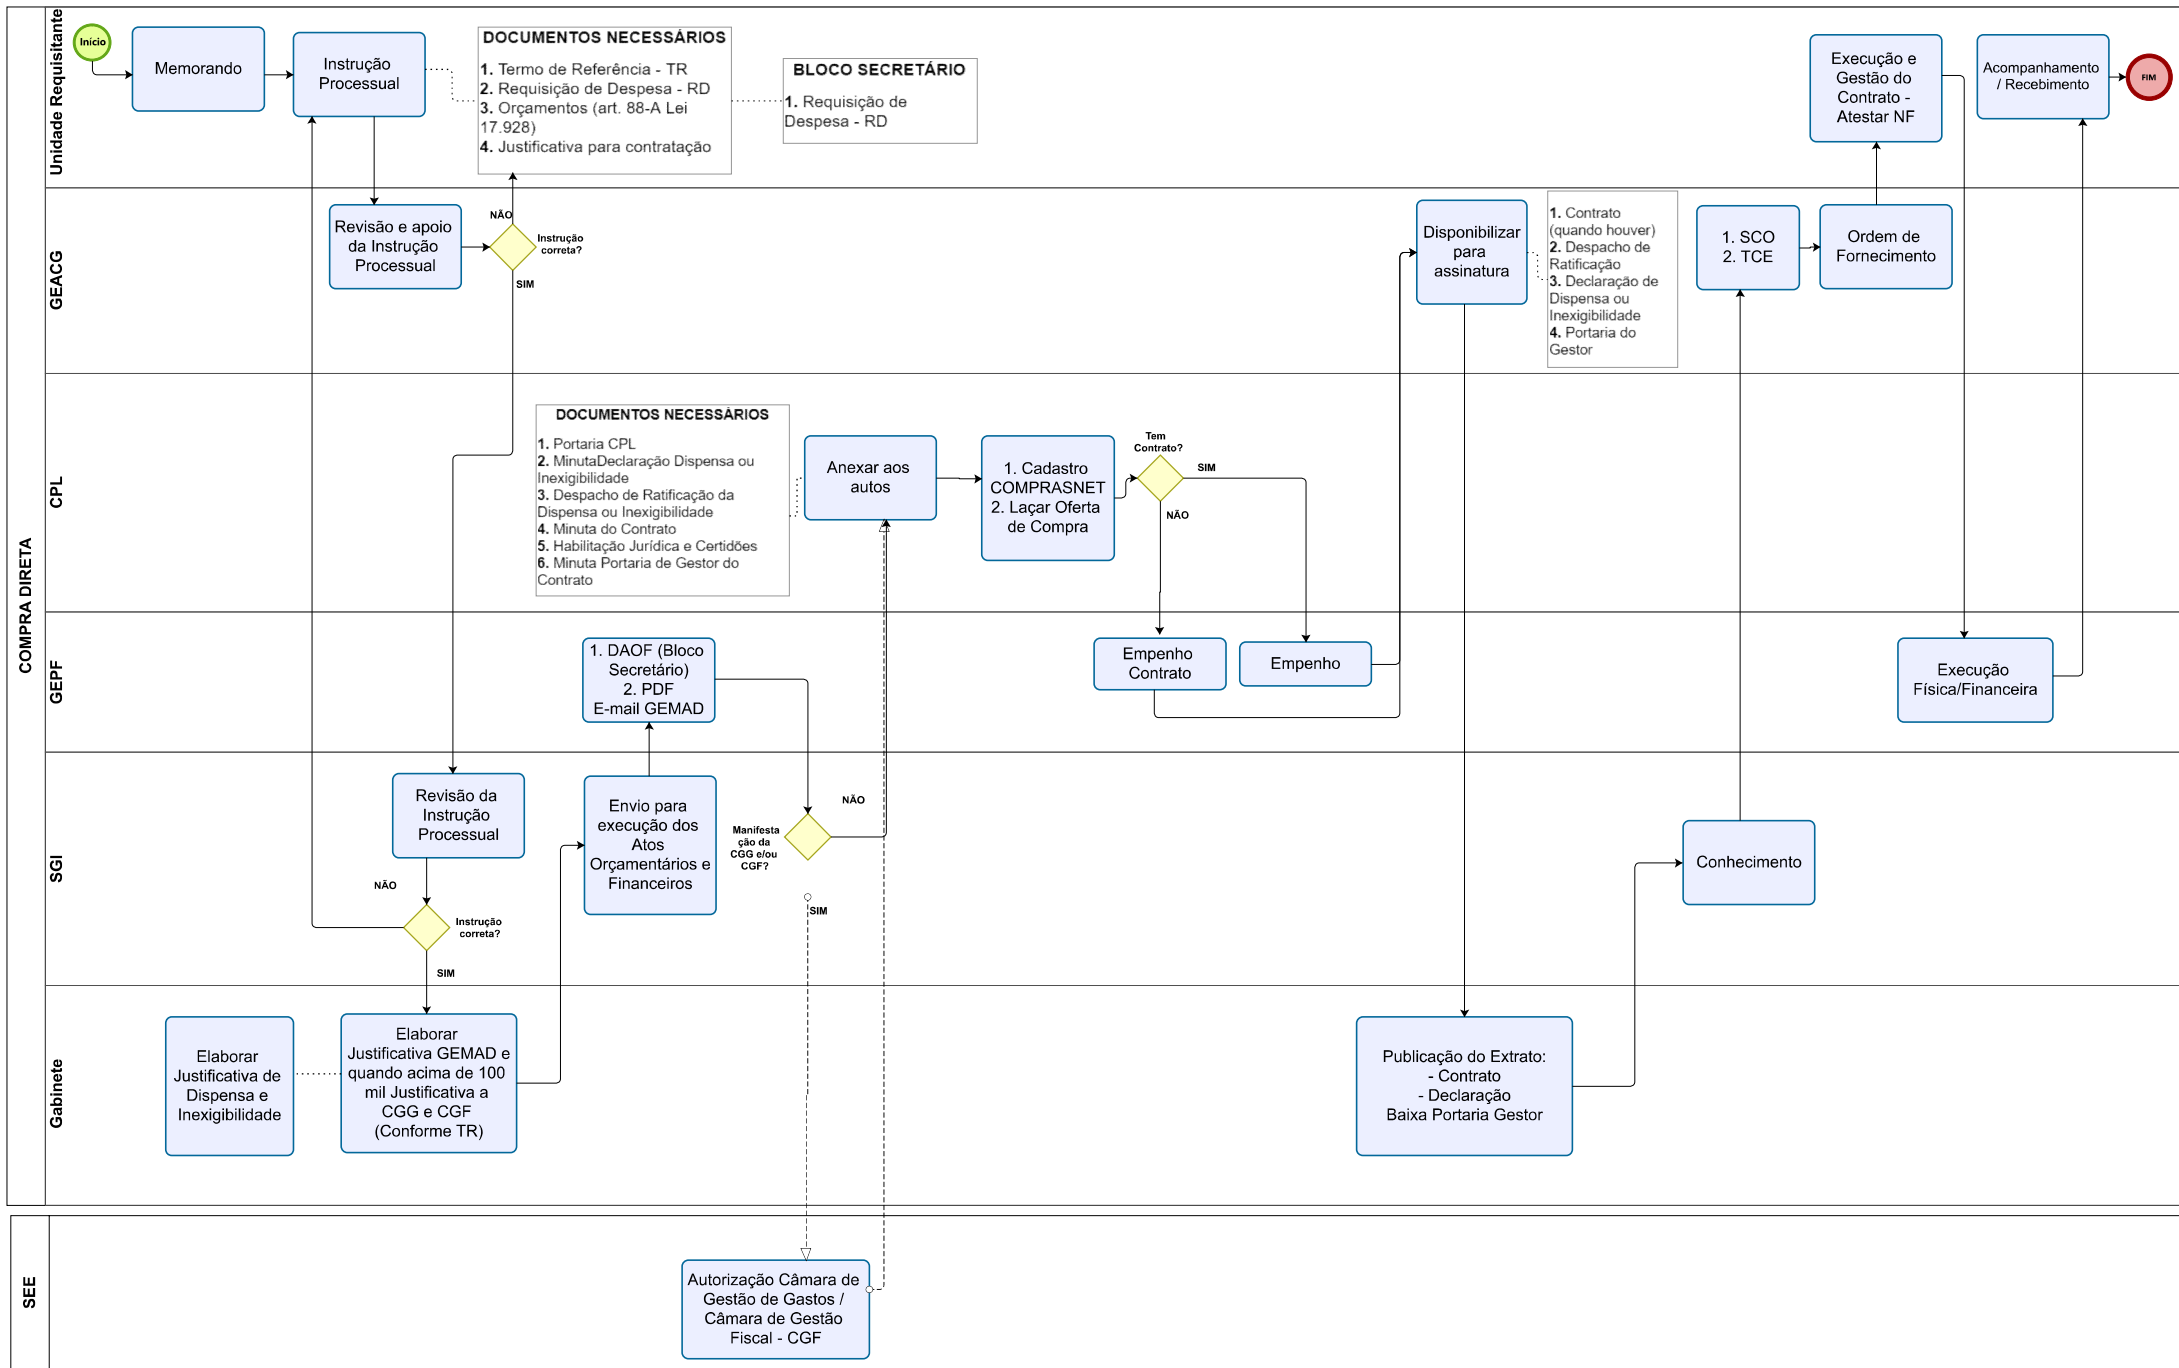 COMPRA DIRETA
Unidade Requisitante
Início
Memorando
Instrução
Processual
DOCUMENTOS NECESSÁRIOS
1. Termo de Referência - TR
2. Requisição de Despesa - RD
3. Orçamentos (art. 88-A Lei
17.928)
4. Justificativa para contratação
BLOCO SECRETÁRIO
1. Requisição de
Despesa - RD
Execução e
Gestão do
Contrato -
Atestar NF
Acompanhamento
/ Recebimento
FIM
GEACG
Revisão e apoio
da Instrução
Processual
NÃO
Instrução
correta?
SIM
Disponibilizar
para
assinatura
1. Contrato
(quando houver)
2. Despacho de
Ratificação
3. Declaração de
Dispensa ou
Inexigibilidade
4. Portaria do
Gestor
1. SCO
2. TCE
Ordem de
Fornecimento
CPL
DOCUMENTOS NECESSÁRIOS
1. Portaria CPL
2. MinutaDeclaração Dispensa ou
Inexigibilidade
3. Despacho de Ratificação da
Dispensa ou Inexigibilidade
4. Minuta do Contrato
5. Habilitação Jurídica e Certidões
6. Minuta Portaria de Gestor do
Contrato
Anexar aos
autos
1. Cadastro
COMPRASNET
2. Laçar Oferta
de Compra
Tem
Contrato?
SIM
NÃO
GEPF
1. DAOF (Bloco
Secretário)
2. PDF
E-mail GEMAD
Empenho
Contrato
Empenho
Execução
Física/Financeira
SGI
Revisão da
Instrução
Processual
NÃO
Instrução
correta?
SIM
Envio para
execução dos
Atos
Orçamentários e
Financeiros
Manifesta
ção da
CGG e/ou
CGF?
NÃO
SIM
Conhecimento
Gabinete
Elaborar
Justificativa de
Dispensa e
Inexigibilidade
Elaborar
Justificativa GEMAD e
quando acima de 100
mil Justificativa a
CGG e CGF
(Conforme TR)
Publicação do Extrato:
- Contrato
- Declaração
Baixa Portaria Gestor
SEE
Autorização Câmara de
Gestão de Gastos /
Câmara de Gestão
Fiscal - CGF